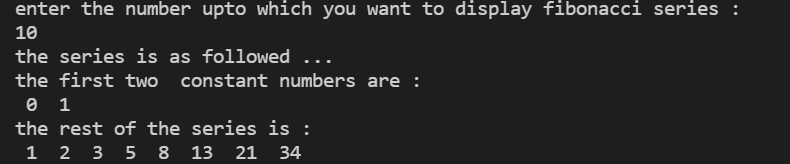 enter the number upto which you want to display fibonacci series :
10
the series is as followed ...
the first two  constant numbers are :
 0  1
the rest of the series is :
 1  2  3  5  8  13  21  34